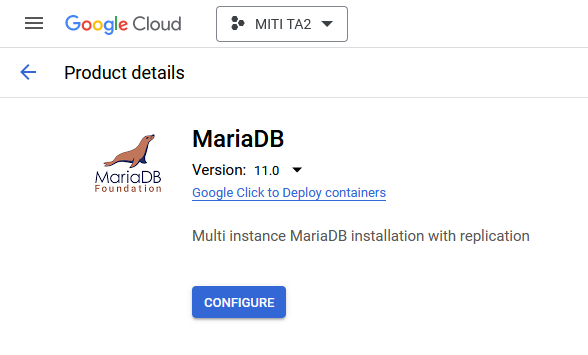 Google Cloud
MITI TA2
Product details
MariaDB
Foundation
MariaDB
Version: 11.0
Google Click to Deploy containers
Multi instance MariaDB installation with replication
CONFIGURE